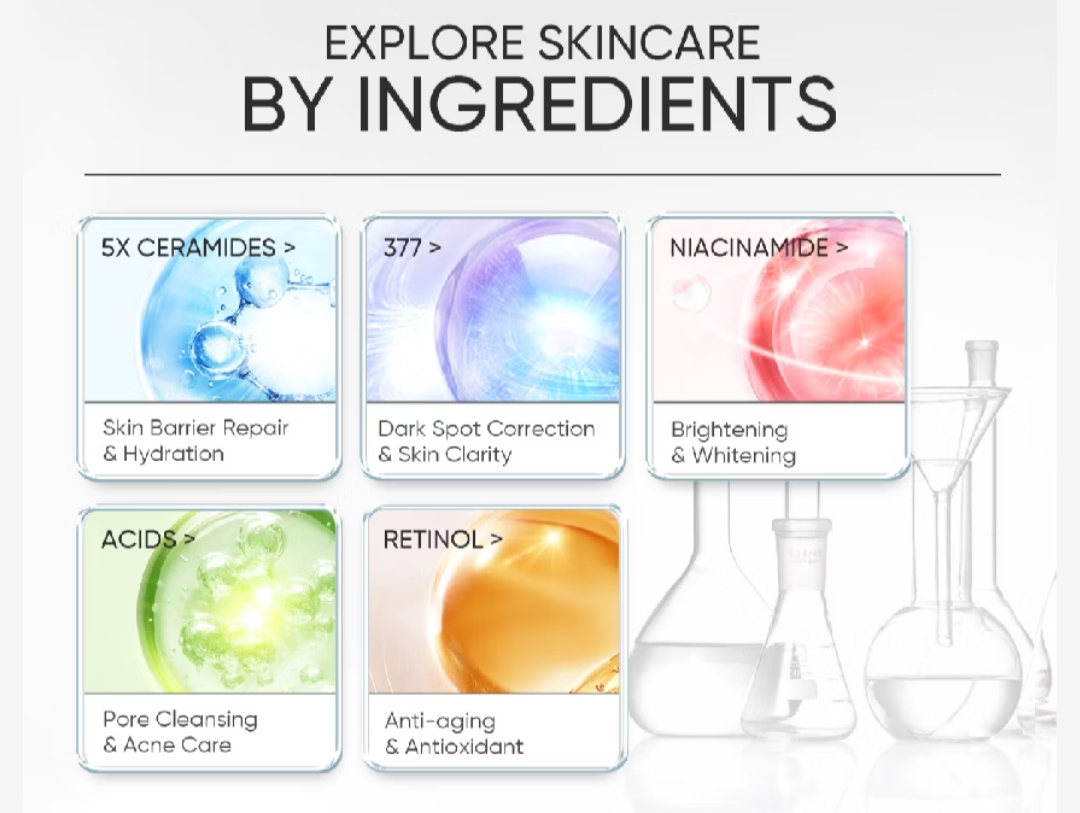 EXPLORE SKINCARE
BY INGREDIENTS
5X CERAMIDES >
Skin Barrier Repair
& Hydration
377 >
Dark Spot Correction
& Skin Clarity
NIACINAMIDE >
Brightening
& Whitening
ACIDS >
Pore Cleansing
& Acne Care
RETINOL >
Anti-aging
& Antioxidant